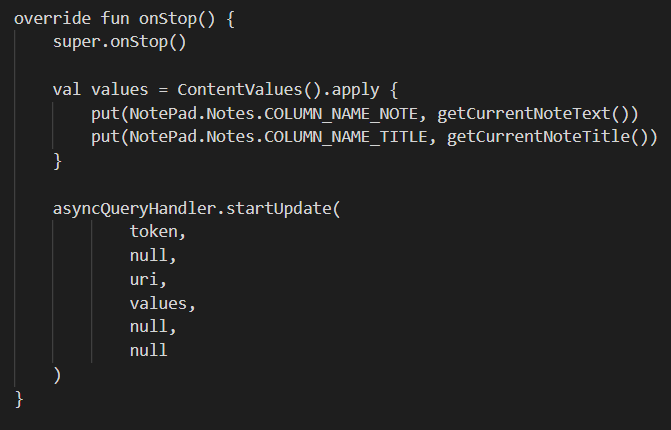 override fun onStop() {
    super.onStop()

    val values = ContentValues().apply {
        put(NotePad.Notes.COLUMN_NAME_NOTE, getCurrentNoteText())
        put(NotePad.Notes.COLUMN_NAME_TITLE, getCurrentNoteTitle())
    }

    asyncQueryHandler.startUpdate(
            token,
            null,
            uri,
            values,
            null,
            null
    )
}